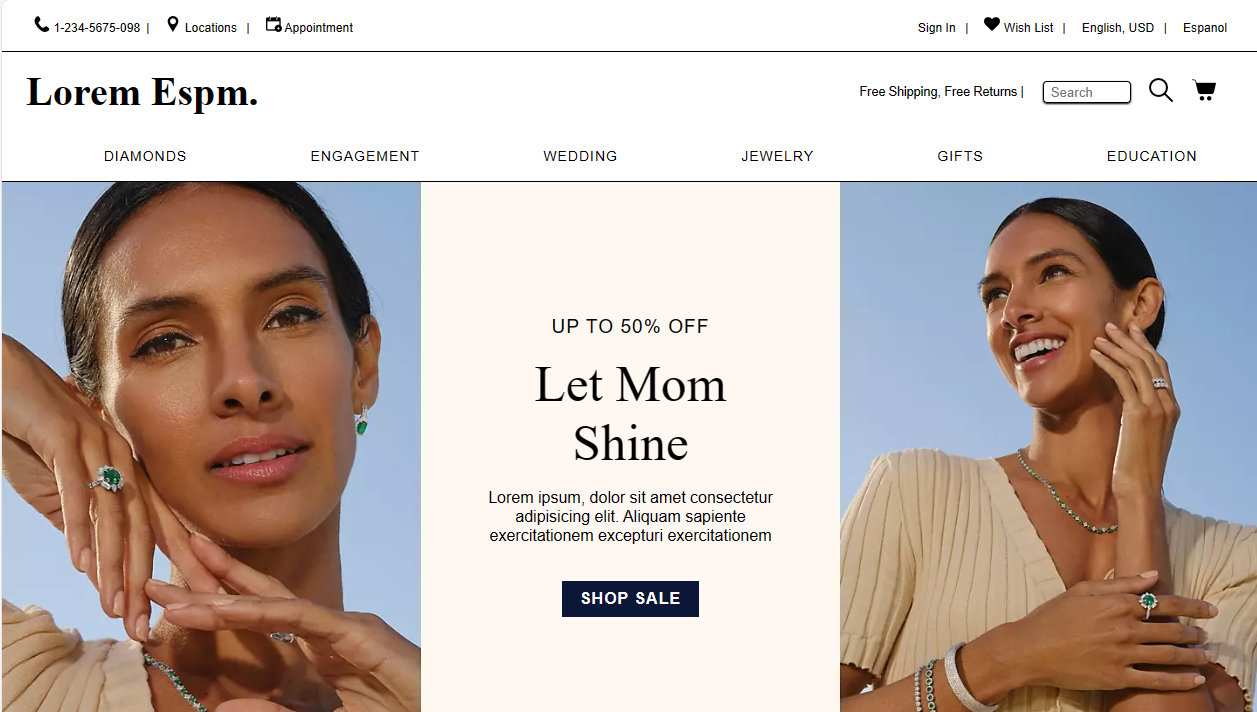 1-234-5675-098 | Locations | Appointment Sign In | Wish List | English, USD | Espanol
Lorem Espm. Free Shipping, Free Returns | Search
DIAMONDS ENGAGEMENT WEDDING JEWELRY GIFTS EDUCATION
UP TO 50% OFF
Let Mom
Shine
Lorem ipsum, dolor sit amet consectetur
adipisicing elit. Aliquam sapiente
exercitationem excepturi exercitationem
SHOP SALE